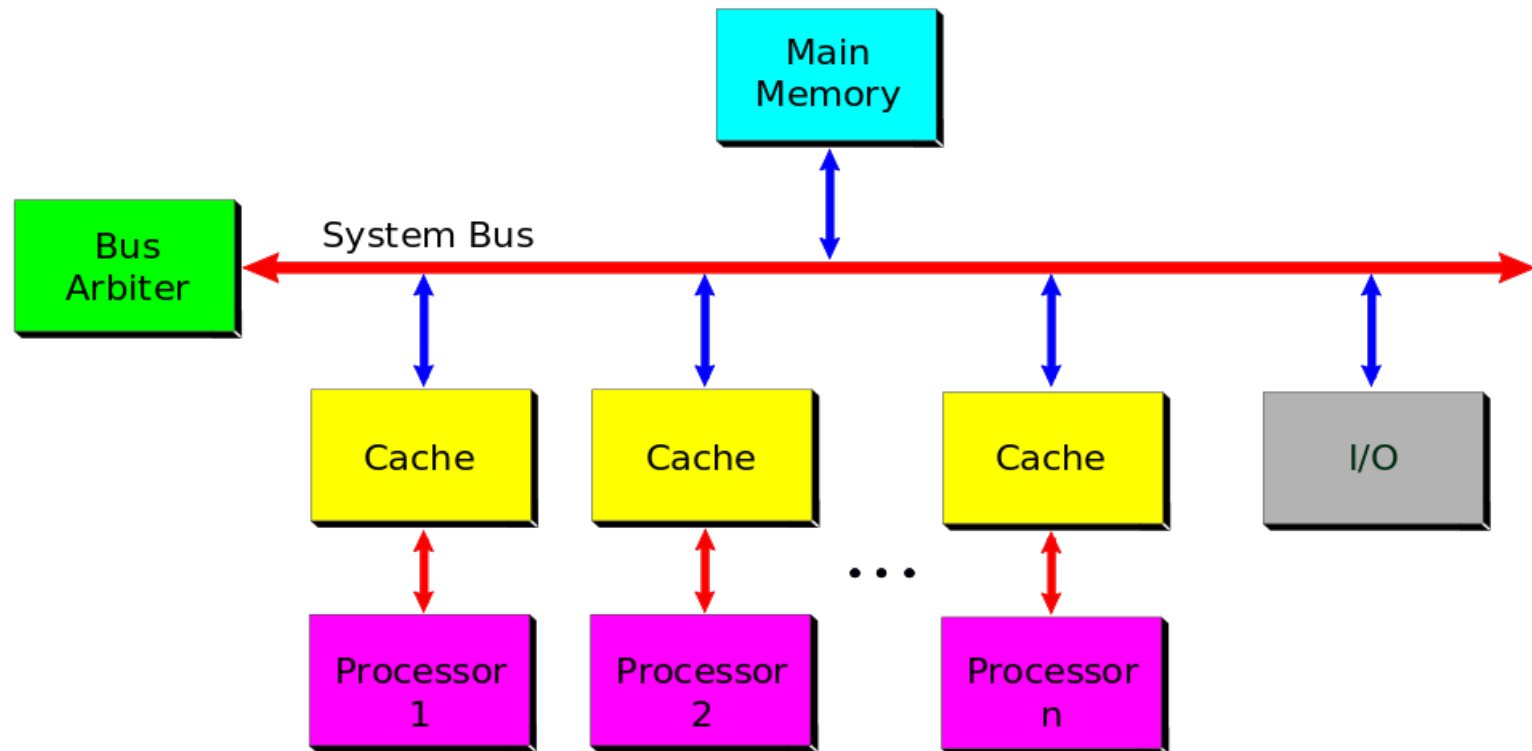 Main
Memory
Bus
Arbiter
System Bus
Cache
Cache
Cache
I/O
...
Processor
1
Processor
2
Processor
n